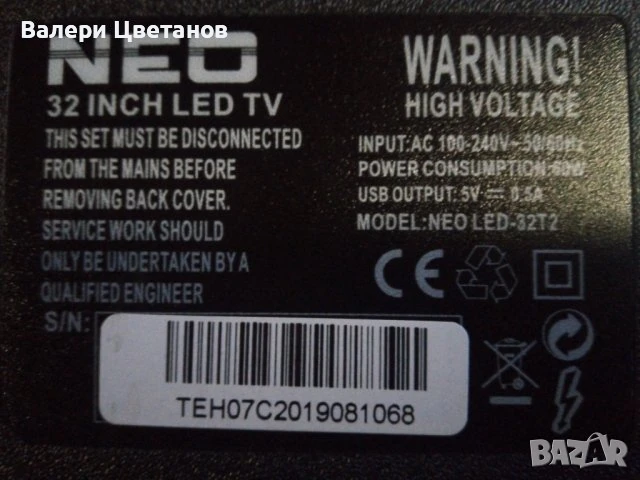 Валери Цветанов
NEO
32 INCH LED TV
THIS SET MUST BE DISCONNECTED
FROM THE MAINS BEFORE
REMOVING BACK COVER.
SERVICE WORK SHOULD
ONLY BE UNDERTAKEN BY A
QUALIFIED ENGINEER
S/N:
TEH07C2019081068
WARNING!
HIGH VOLTAGE
INPUT:AC 100-240V~50/60Hz
POWER CONSUMPTION:60W
USB OUTPUT: 5V ⎓ 0.5A
MODEL:NEO LED-32T2
CE
BAZAR